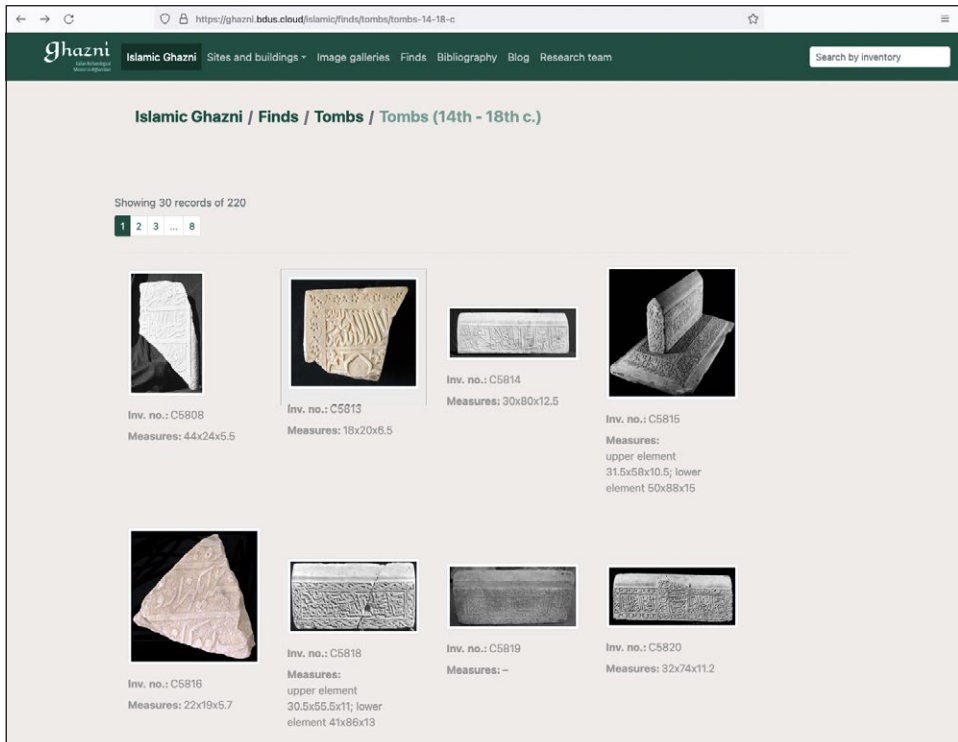 https://ghazni.bdus.cloud/islamic/finds/tombs/tombs-14-18-c
ghazni
Islamic Ghazni Sites and buildings Image galleries Finds Bibliography Blog Research team
Search by inventory
Islamic Ghazni / Finds / Tombs / Tombs (14th - 18th c.)
Showing 30 records of 220
1 2 3 ... 8
Inv. no.: C5808
Measures: 44x24x5.5
Inv. no.: C5813
Measures: 18x20x6.5
Inv. no.: C5814
Measures: 30x80x12.5
Inv. no.: C5815
Measures:
upper element
31.5x58x10.5; lower
element 50x88x15
Inv. no.: C5816
Measures: 22x19x5.7
Inv. no.: C5818
Measures:
upper element
30.5x55.5x11; lower
element 41x86x13
Inv. no.: C5819
Measures: –
Inv. no.: C5820
Measures: 32x74x11.2